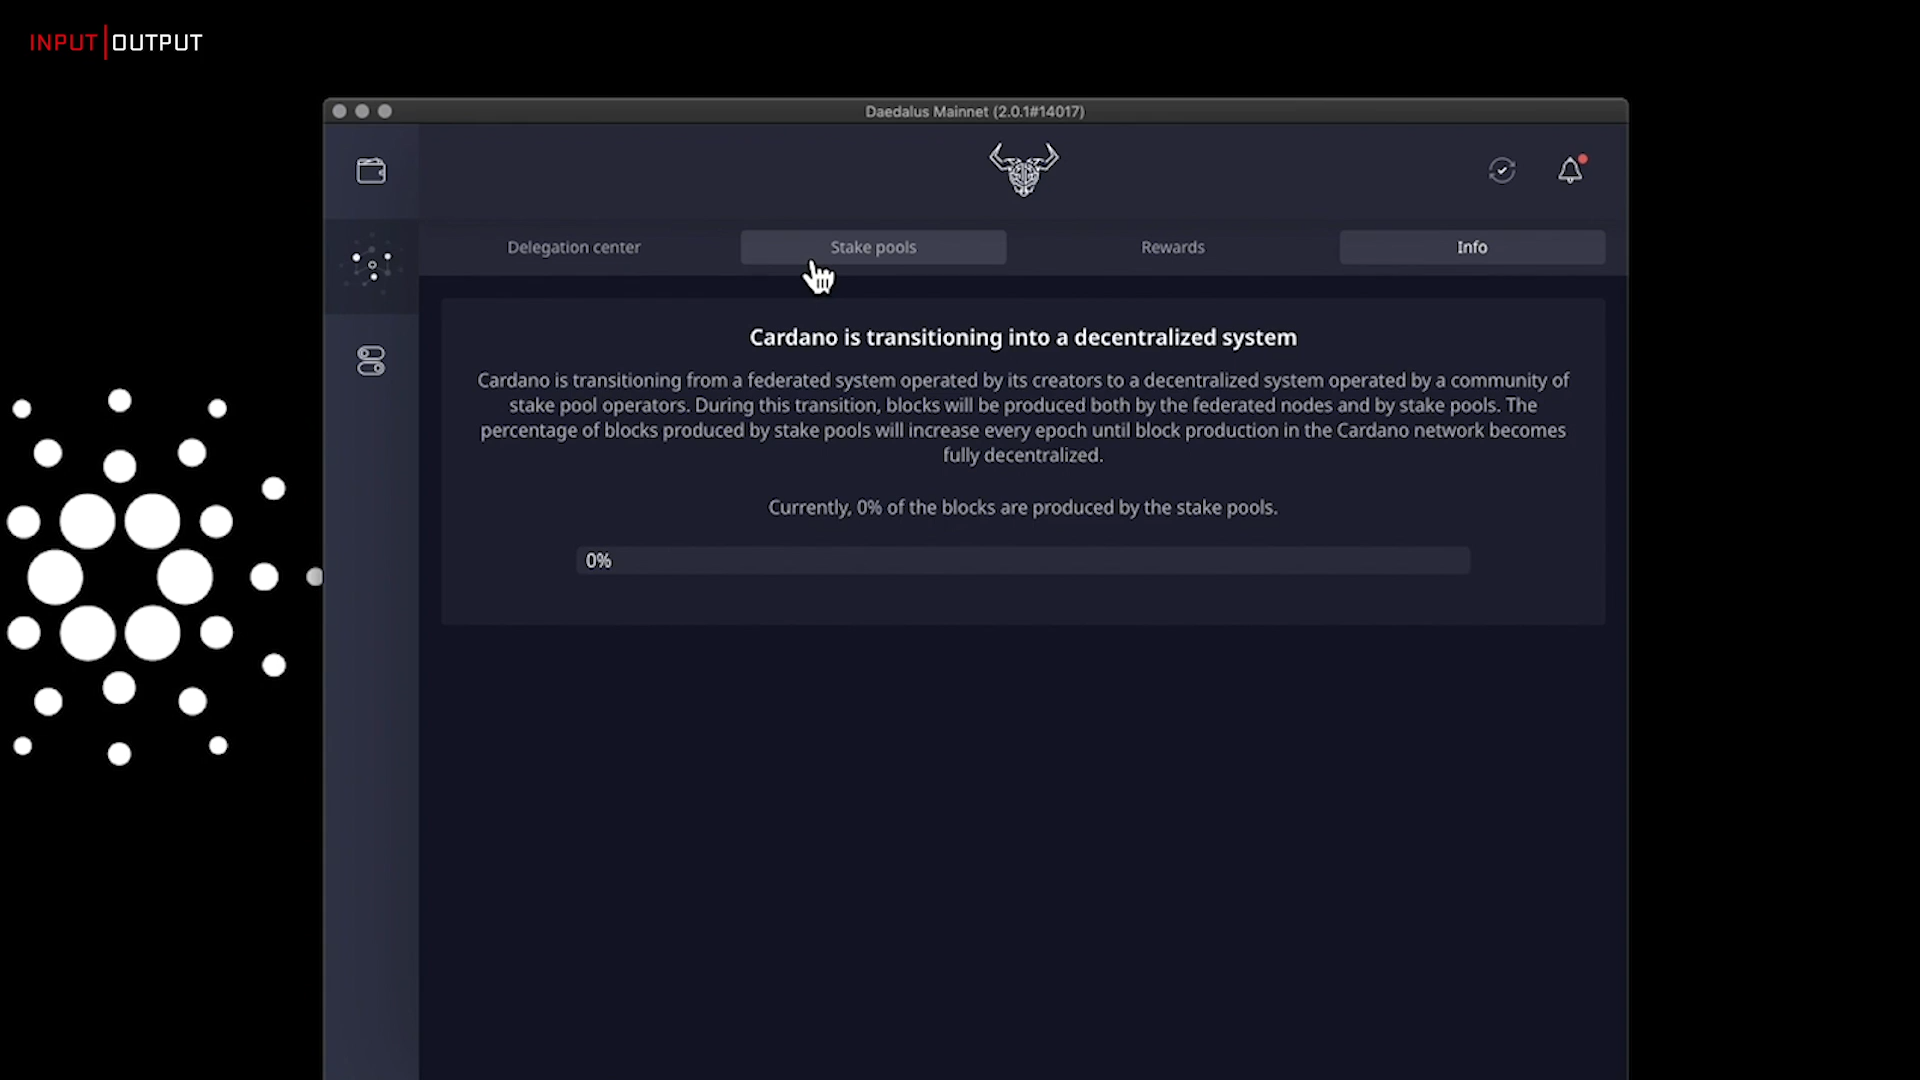 INPUT|OUTPUT
Daedalus Mainnet (2.0.1#14017)
Delegation center
Stake pools
Rewards
Info
Cardano is transitioning into a decentralized system
Cardano is transitioning from a federated system operated by its creators to a decentralized system operated by a community of
stake pool operators. During this transition, blocks will be produced both by the federated nodes and by stake pools. The
percentage of blocks produced by stake pools will increase every epoch until block production in the Cardano network becomes
fully decentralized.
Currently, 0% of the blocks are produced by the stake pools.
0%